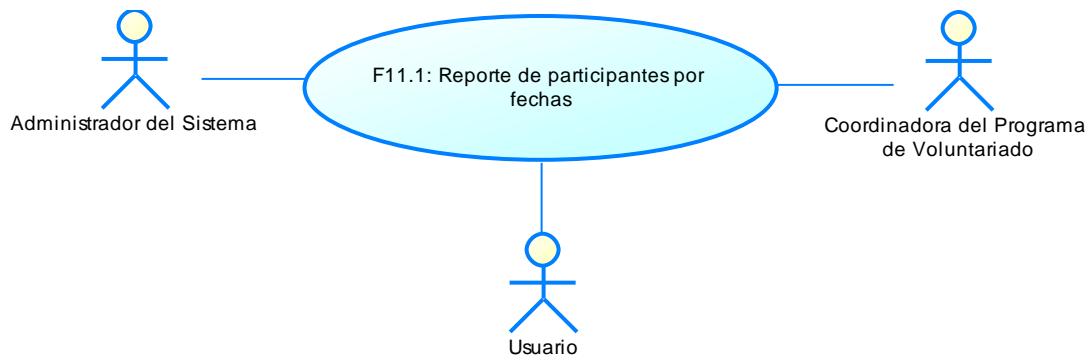 F11.1: Reporte de participantes por
fechas
Administrador del Sistema
Coordinadora del Programa
de Voluntariado
Usuario